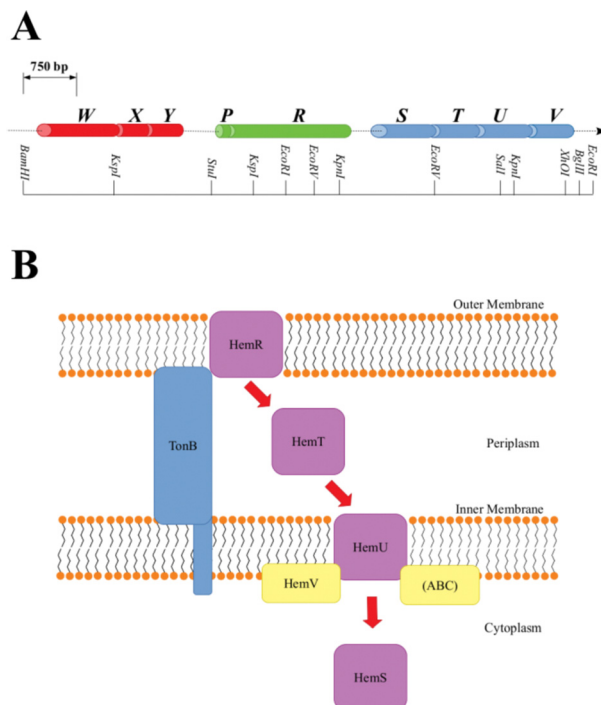 A
750 bp
W X Y P R S T U V
BamHI KspI StuI KspI EcoRI EcoRV KpnI EcoRV SalI KpnI XhOI BglII EcoRI
B
Outer Membrane
HemR
TonB
HemT
Periplasm
Inner Membrane
HemU
HemV
(ABC)
Cytoplasm
HemS